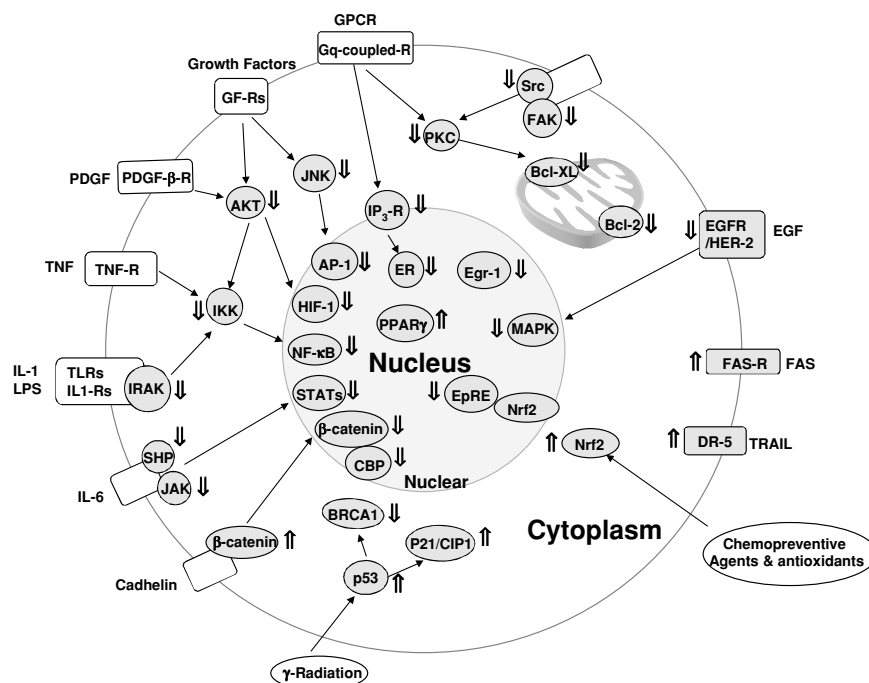 GPCR
Gq-coupled-R
Growth Factors
GF-Rs
⇓
Src
FAK
⇓
⇓
PKC
Bcl-XL
⇓
PDGF
PDGF-β-R
JNK
⇓
AKT
⇓
IP3-R
⇓
Bcl-2
⇓
⇓
EGFR
/HER-2
EGF
TNF
TNF-R
AP-1
⇓
ER
⇓
Egr-1
⇓
⇓
IKK
HIF-1
⇓
PPARγ
⇑
⇓
MAPK
NF-κB
⇓
Nucleus
⇑
FAS-R
FAS
IL-1
LPS
TLRs
IL1-Rs
IRAK
⇓
STATs
⇓
⇓
EpRE
Nrf2
β-catenin
⇓
⇓
SHP
JAK
⇓
IL-6
CBP
⇓
Nuclear
⇑
Nrf2
⇑
DR-5
TRAIL
BRCA1
⇓
β-catenin
⇑
P21/CIP1
⇑
Cytoplasm
Cadhelin
p53
⇑
Chemopreventive
Agents & antioxidants
γ-Radiation